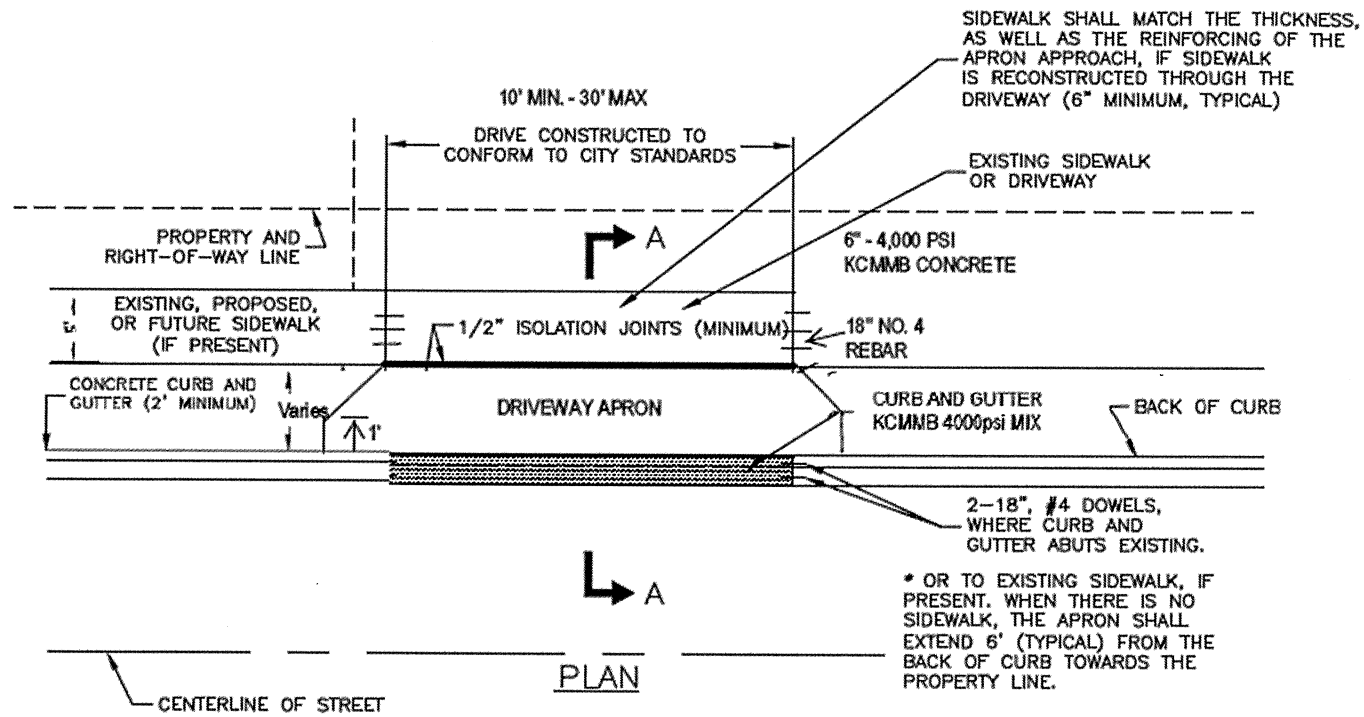 SIDEWALK SHALL MATCH THE THICKNESS,
AS WELL AS THE REINFORCING OF THE
APRON APPROACH, IF SIDEWALK
IS RECONSTRUCTED THROUGH THE
DRIVEWAY (6" MINIMUM, TYPICAL)
10' MIN. - 30' MAX
DRIVE CONSTRUCTED TO
CONFORM TO CITY STANDARDS
EXISTING SIDEWALK
OR DRIVEWAY
PROPERTY AND
RIGHT-OF-WAY LINE
A
6" - 4,000 PSI
KCMMB CONCRETE
EXISTING, PROPOSED,
OR FUTURE SIDEWALK
(IF PRESENT)
1/2" ISOLATION JOINTS (MINIMUM)
18" NO. 4
REBAR
CONCRETE CURB AND
GUTTER (2' MINIMUM)
Varies
1'
DRIVEWAY APRON
CURB AND GUTTER
KCMMB 4000psi MIX
BACK OF CURB
2-18", #4 DOWELS,
WHERE CURB AND
GUTTER ABUTS EXISTING.
A
* OR TO EXISTING SIDEWALK, IF
PRESENT. WHEN THERE IS NO
SIDEWALK, THE APRON SHALL
EXTEND 6' (TYPICAL) FROM THE
BACK OF CURB TOWARDS THE
PROPERTY LINE.
PLAN
CENTERLINE OF STREET